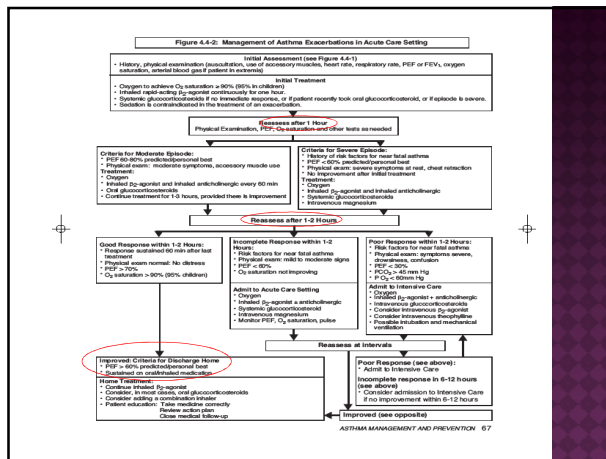 Figure 4.4-2: Management of Asthma Exacerbations in Acute Care Setting
Initial Assessment (see Figure 4.4-1)
• History, physical examination (auscultation, use of accessory muscles, heart rate, respiratory rate, PEF or FEV₁, oxygen
saturation, arterial blood gas if patient in extremis)
Initial Treatment
• Oxygen to achieve O₂ saturation ≥ 90% (95% in children)
• Inhaled rapid-acting β₂-agonist continuously for one hour.
• Systemic glucocorticosteroids if no immediate response, or if patient recently took oral glucocorticosteroid, or if episode is severe.
• Sedation is contraindicated in the treatment of an exacerbation.
Reassess after 1 Hour
Physical Examination, PEF, O₂ saturation and other tests as needed
Criteria for Moderate Episode:
• PEF 60-80% predicted/personal best
• Physical exam: moderate symptoms, accessory muscle use
Treatment:
• Oxygen
• Inhaled β₂-agonist and inhaled anticholinergic every 60 min
• Oral glucocorticosteroids
• Continue treatment for 1-3 hours, provided there is improvement
Criteria for Severe Episode:
• History of risk factors for near fatal asthma
• PEF < 60% predicted/personal best
• Physical exam: severe symptoms at rest, chest retraction
• No improvement after initial treatment
Treatment:
• Oxygen
• Inhaled β₂-agonist and inhaled anticholinergic
• Systemic glucocorticosteroids
• Intravenous magnesium
Reassess after 1-2 Hours
Good Response within 1-2 Hours:
• Response sustained 60 min after last
treatment
• Physical exam normal: No distress
• PEF > 70%
• O₂ saturation > 90% (95% children)
Incomplete Response within 1-2
Hours:
• Risk factors for near fatal asthma
• Physical exam: mild to moderate signs
• PEF < 60%
• O₂ saturation not improving
Admit to Acute Care Setting
• Oxygen
• Inhaled β₂-agonist ± anticholinergic
• Systemic glucocorticosteroid
• Intravenous magnesium
• Monitor PEF, O₂ saturation, pulse
Poor Response within 1-2 Hours:
• Risk factors for near fatal asthma
• Physical exam: symptoms severe,
drowsiness, confusion
• PEF < 30%
• PCO₂ > 45 mm Hg
• P O₂ < 60mm Hg
Admit to Intensive Care
• Oxygen
• Inhaled β₂-agonist + anticholinergic
• Intravenous glucocorticosteroids
• Consider intravenous β₂-agonist
• Consider intravenous theophylline
• Possible intubation and mechanical
ventilation
Reassess at intervals
Improved: Criteria for Discharge Home
• PEF > 60% predicted/personal best
• Sustained on oral/inhaled medication
Home Treatment:
• Continue inhaled β₂-agonist
• Consider, in most cases, oral glucocorticosteroids
• Consider adding a combination inhaler
• Patient education: Take medicine correctly
Review action plan
Close medical follow-up
Poor Response (see above):
• Admit to Intensive Care
Incomplete response in 6-12 hours
(see above)
• Consider admission to Intensive Care
if no improvement within 6-12 hours
Improved (see opposite)
ASTHMA MANAGEMENT AND PREVENTION 67